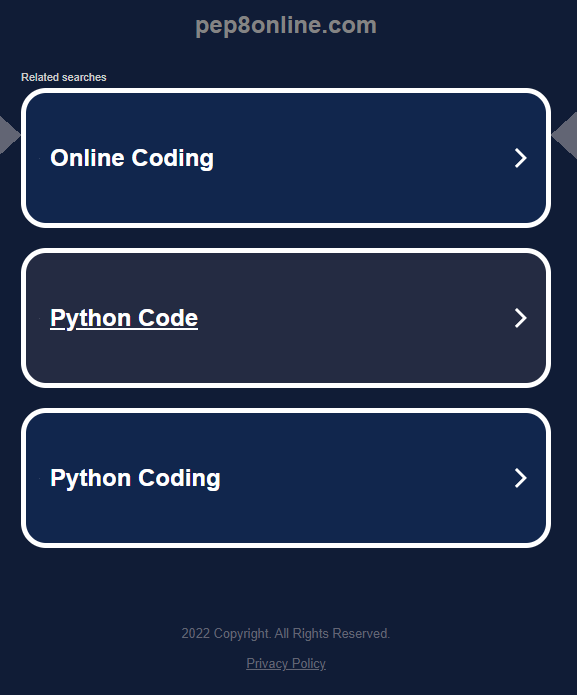 pep8online.com
Related searches
Online Coding
Python Code
Python Coding
2022 Copyright. All Rights Reserved.
Privacy Policy